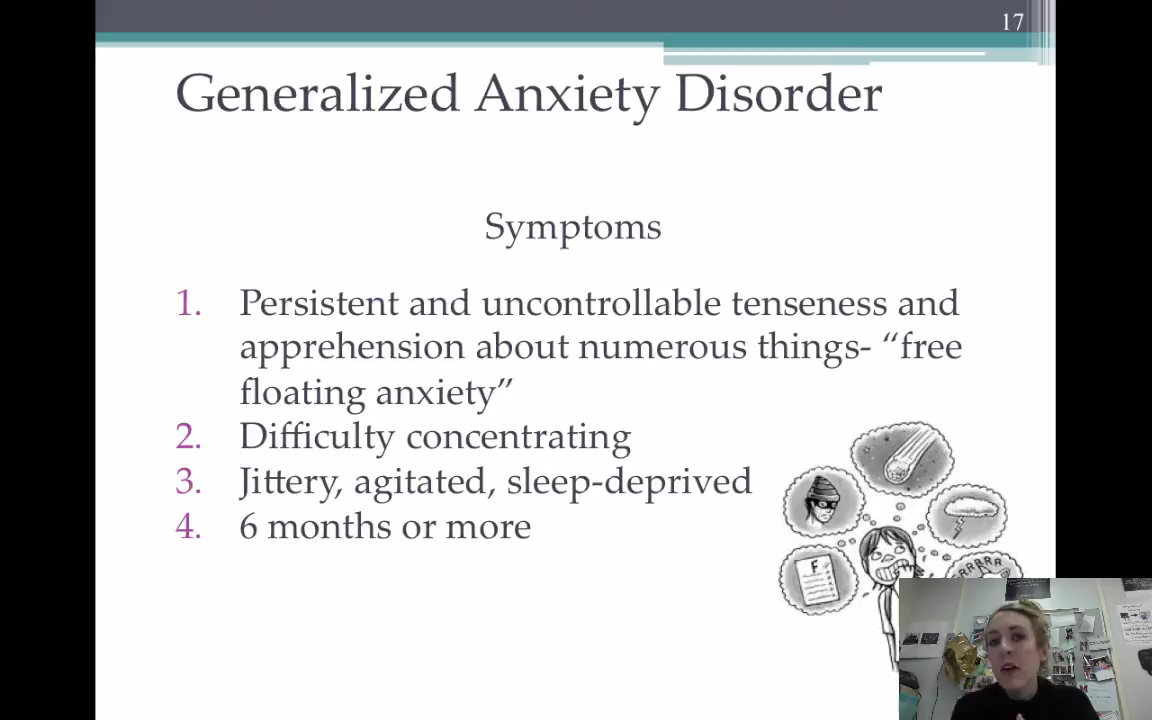 17
Generalized Anxiety Disorder
Symptoms
1. Persistent and uncontrollable tenseness and
apprehension about numerous things- “free
floating anxiety”
2. Difficulty concentrating
3. Jittery, agitated, sleep-deprived
4. 6 months or more
F
RRRRR